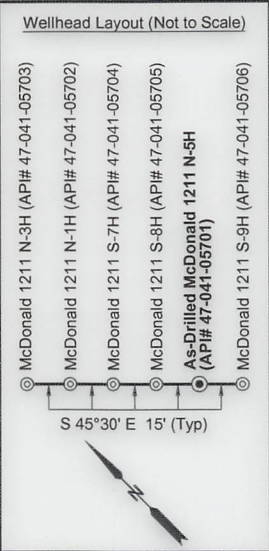 Wellhead Layout (Not to Scale)
McDonald 1211 N-3H (API# 47-041-05703)
McDonald 1211 N-1H (API# 47-041-05702)
McDonald 1211 S-7H (API# 47-041-05704)
McDonald 1211 S-8H (API# 47-041-05705)
As-Drilled McDonald 1211 N-5H
(API# 47-041-05701)
McDonald 1211 S-9H (API# 47-041-05706)
S 45°30' E 15' (Typ)
N